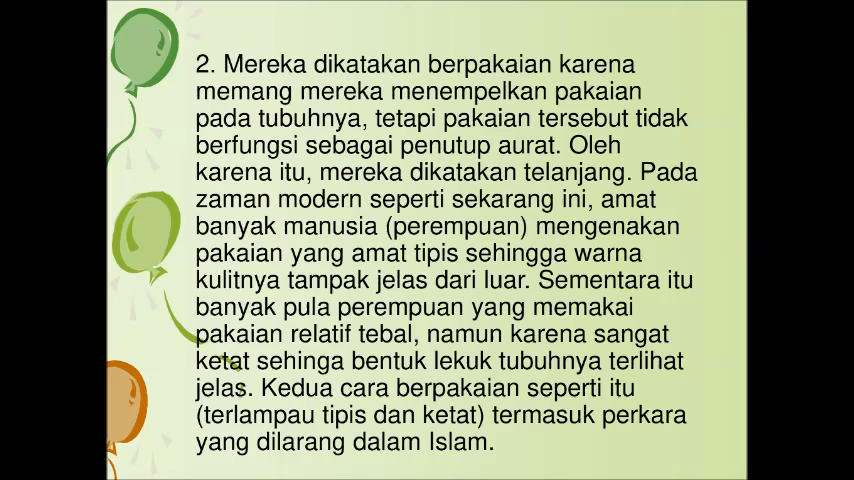 2. Mereka dikatakan berpakaian karena
memang mereka menempelkan pakaian
pada tubuhnya, tetapi pakaian tersebut tidak
berfungsi sebagai penutup aurat. Oleh
karena itu, mereka dikatakan telanjang. Pada
zaman modern seperti sekarang ini, amat
banyak manusia (perempuan) mengenakan
pakaian yang amat tipis sehingga warna
kulitnya tampak jelas dari luar. Sementara itu
banyak pula perempuan yang memakai
pakaian relatif tebal, namun karena sangat
ketat sehinga bentuk lekuk tubuhnya terlihat
jelas. Kedua cara berpakaian seperti itu
(terlampau tipis dan ketat) termasuk perkara
yang dilarang dalam Islam.